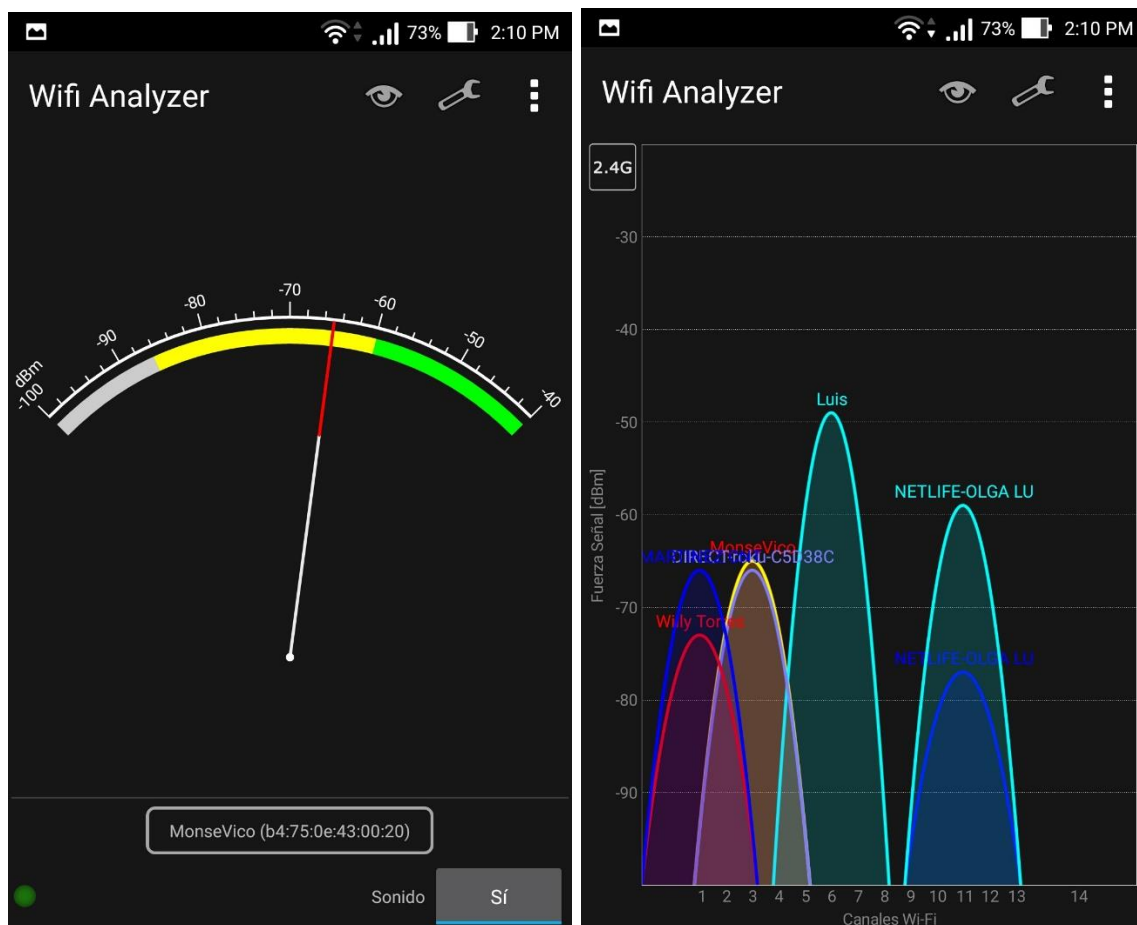 73% 2:10 PM
Wifi Analyzer
dBm
-100 -90 -80 -70 -60 -50 -40
MonseVico (b4:75:0e:43:00:20)
Sonido Sí
73% 2:10 PM
Wifi Analyzer
2.4G
-30
-40
Luis
-50
NETLIFE-OLGA LU
-60
MonseVico
DIRECT-roku-C5D38C
-70
Willy Torres
NETLIFE-OLGA LU
-80
-90
Fuerza Señal [dBm]
1 2 3 4 5 6 7 8 9 10 11 12 13 14
Canales Wi-Fi